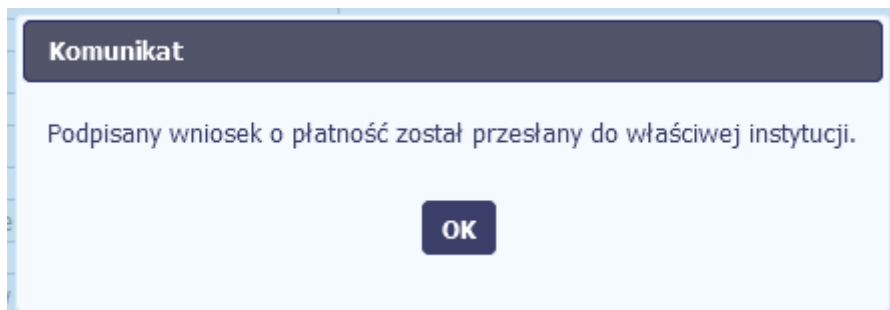 Komunikat
Podpisany wniosek o płatność został przesłany do właściwej instytucji.
OK